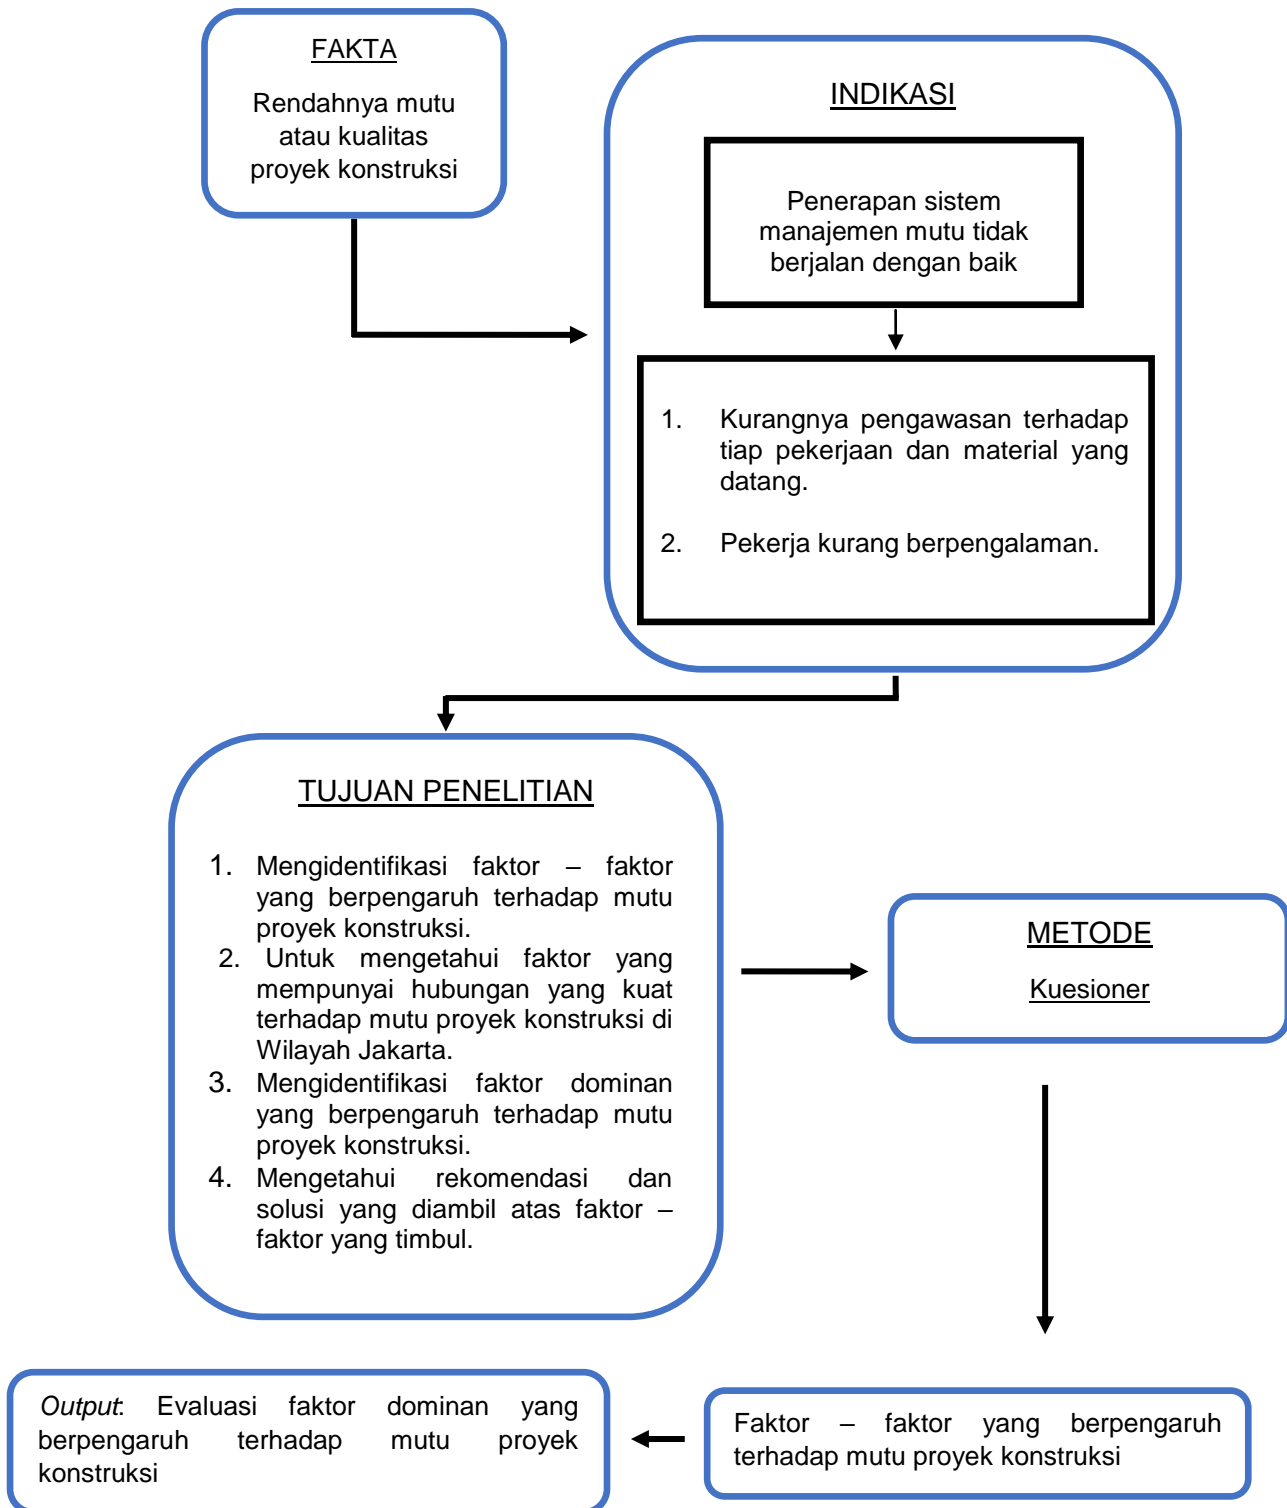 FAKTA
Rendahnya mutu
atau kualitas
proyek konstruksi
INDIKASI
Penerapan sistem
manajemen mutu tidak
berjalan dengan baik
1. Kurangnya pengawasan terhadap
tiap pekerjaan dan material yang
datang.
2. Pekerja kurang berpengalaman.
TUJUAN PENELITIAN
1. Mengidentifikasi faktor – faktor
yang berpengaruh terhadap mutu
proyek konstruksi.
2. Untuk mengetahui faktor yang
mempunyai hubungan yang kuat
terhadap mutu proyek konstruksi di
Wilayah Jakarta.
3. Mengidentifikasi faktor dominan
yang berpengaruh terhadap mutu
proyek konstruksi.
4. Mengetahui rekomendasi dan
solusi yang diambil atas faktor –
faktor yang timbul.
METODE
Kuesioner
Faktor – faktor yang berpengaruh
terhadap mutu proyek konstruksi
Output: Evaluasi faktor dominan yang
berpengaruh terhadap mutu proyek
konstruksi